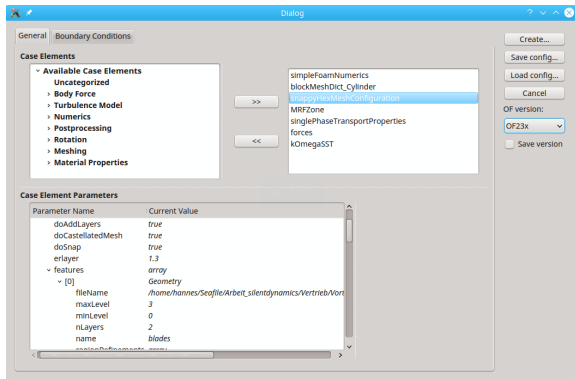 Dialog
General Boundary Conditions
Case Elements
Available Case Elements
Uncategorized
Body Force
Turbulence Model
Numerics
Postprocessing
Rotation
Meshing
Material Properties
>>
<<
simpleFoamNumerics
blockMeshDict_Cylinder
snappyHexMeshConfiguration
MRFZone
singlePhaseTransportProperties
forces
kOmegaSST
Create...
Save config...
Load config...
Cancel
OF version:
OF23x
Save version
Case Element Parameters
Parameter Name Current Value
doAddLayers true
doCastellatedMesh true
doSnap true
erlayer 1.3
features array
[0] Geometry
fileName /home/hannes/Seafile/Arbeit_silentdynamics/Vertrieb/Vort
maxLevel 3
minLevel 0
nLayers 2
name blades
regionRefinements array